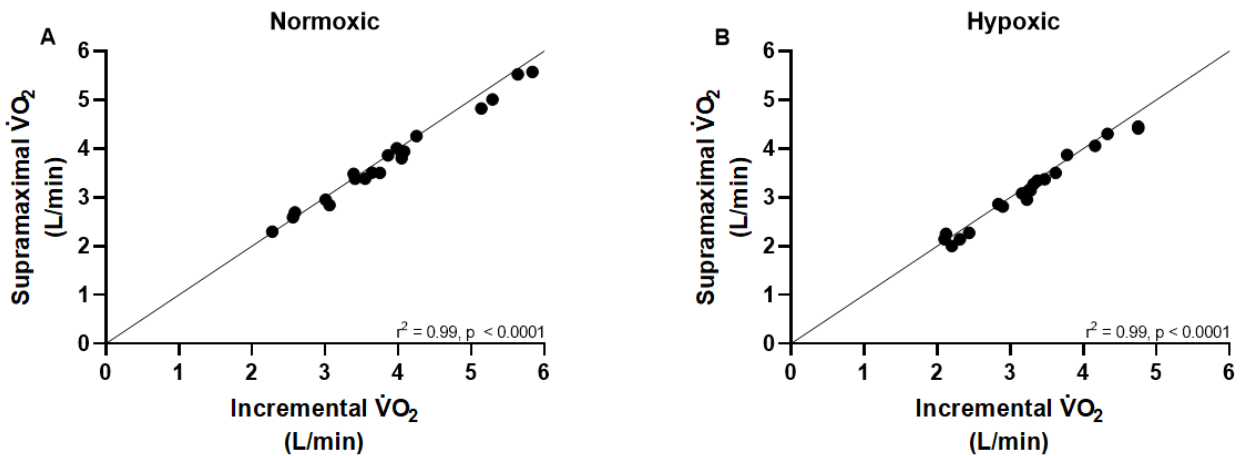 A
Normoxic
Supramaximal V̇O₂
(L/min)
6
5
4
3
2
1
0
r² = 0.99, p < 0.0001
0 1 2 3 4 5 6
Incremental V̇O₂
(L/min)
B
Hypoxic
Supramaximal V̇O₂
(L/min)
6
5
4
3
2
1
0
r² = 0.99, p < 0.0001
0 1 2 3 4 5 6
Incremental V̇O₂
(L/min)